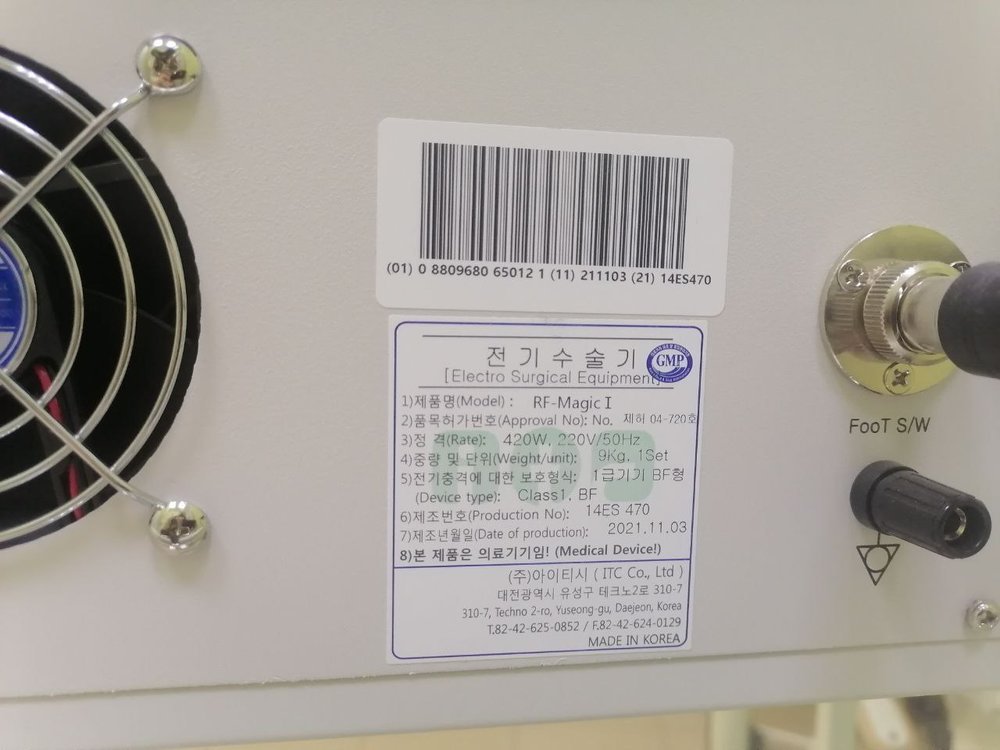 (01) 0 8809680 65012 1 (11) 211103 (21) 14ES470
전기수술기
GMP
[Electro Surgical Equipment]
1)제품명(Model) : RF-Magic I
2)품목허가번호(Approval No): No. 제허 04-720호
3)정 격(Rate): 420W, 220V/50Hz
4)중량 및 단위(Weight/unit): 9Kg, 1Set
5)전기충격에 대한 보호형식: 1급기기 BF형
(Device type): Class1, BF
6)제조번호(Production No): 14ES 470
7)제조년월일(Date of production): 2021.11.03
8)본 제품은 의료기기임! (Medical Device!)
(주)아이티시 ( ITC Co., Ltd )
대전광역시 유성구 테크노2로 310-7
310-7, Techno 2-ro, Yuseong-gu, Daejeon, Korea
T.82-42-625-0852 / F.82-42-624-0129
MADE IN KOREA
FooT S/W